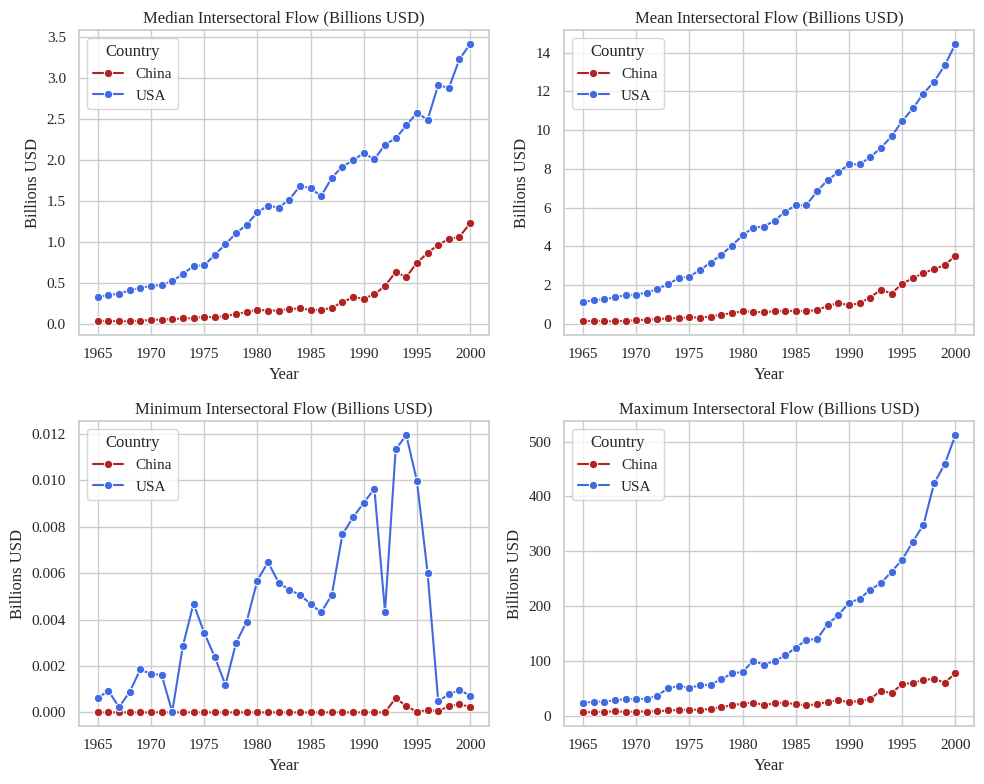 Median Intersectoral Flow (Billions USD)
3.5
3.0
2.5
2.0
1.5
1.0
0.5
0.0
Billions USD
Country
China
USA
1965 1970 1975 1980 1985 1990 1995 2000
Year
Mean Intersectoral Flow (Billions USD)
14
12
10
8
6
4
2
0
Billions USD
Country
China
USA
1965 1970 1975 1980 1985 1990 1995 2000
Year
Minimum Intersectoral Flow (Billions USD)
0.012
0.010
0.008
0.006
0.004
0.002
0.000
Billions USD
Country
China
USA
1965 1970 1975 1980 1985 1990 1995 2000
Year
Maximum Intersectoral Flow (Billions USD)
500
400
300
200
100
0
Billions USD
Country
China
USA
1965 1970 1975 1980 1985 1990 1995 2000
Year